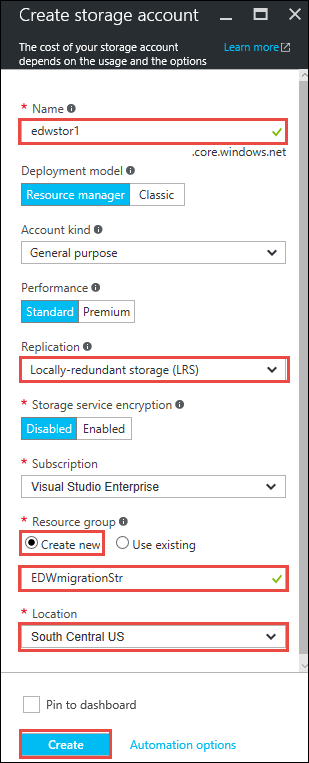 Create storage account
The cost of your storage account
depends on the usage and the options
Learn more
* Name
edwstor1
.core.windows.net
Deployment model
Resource manager Classic
Account kind
General purpose
Performance
Standard Premium
Replication
Locally-redundant storage (LRS)
* Storage service encryption
Disabled Enabled
* Subscription
Visual Studio Enterprise
* Resource group
Create new Use existing
EDWmigrationStr
* Location
South Central US
Pin to dashboard
Create Automation options